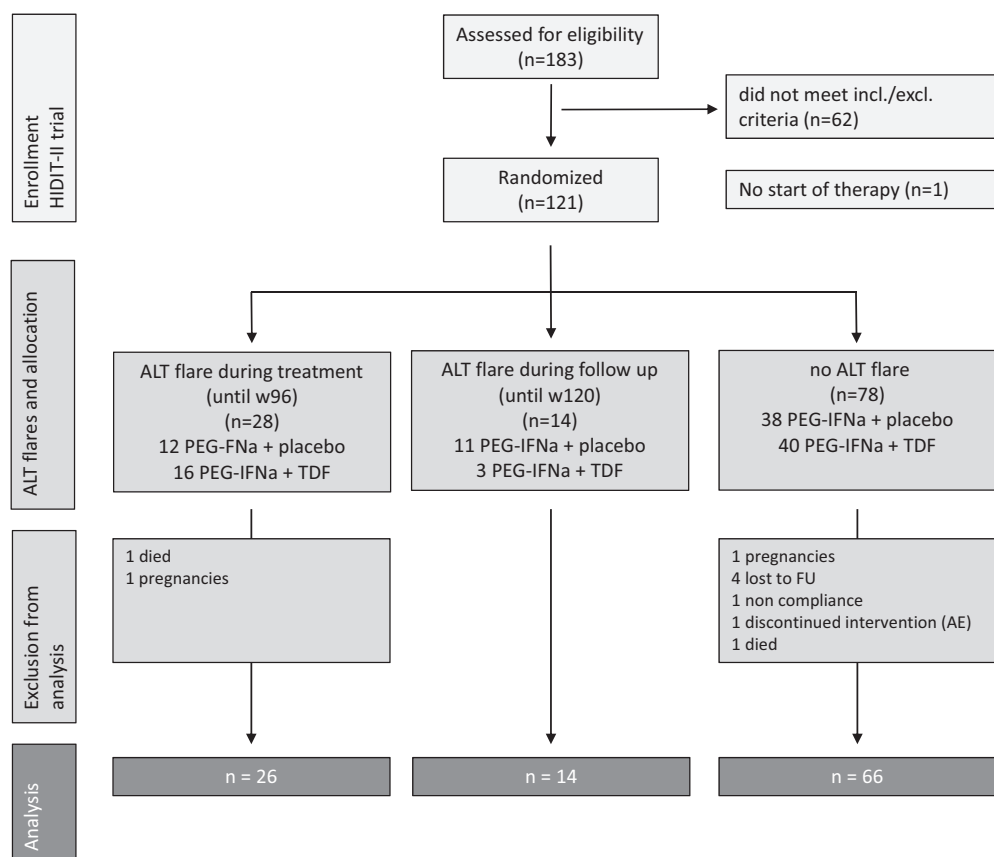 Enrollment
HIDIT-II trial
Assessed for eligibility
(n=183)
did not meet incl./excl.
criteria (n=62)
Randomized
(n=121)
No start of therapy (n=1)
ALT flares and allocation
ALT flare during treatment
(until w96)
(n=28)
12 PEG-FNa + placebo
16 PEG-IFNa + TDF
ALT flare during follow up
(until w120)
(n=14)
11 PEG-IFNa + placebo
3 PEG-IFNa + TDF
no ALT flare
(n=78)
38 PEG-IFNa + placebo
40 PEG-IFNa + TDF
Exclusion from
analysis
1 died
1 pregnancies
1 pregnancies
4 lost to FU
1 non compliance
1 discontinued intervention (AE)
1 died
Analysis
n = 26
n = 14
n = 66